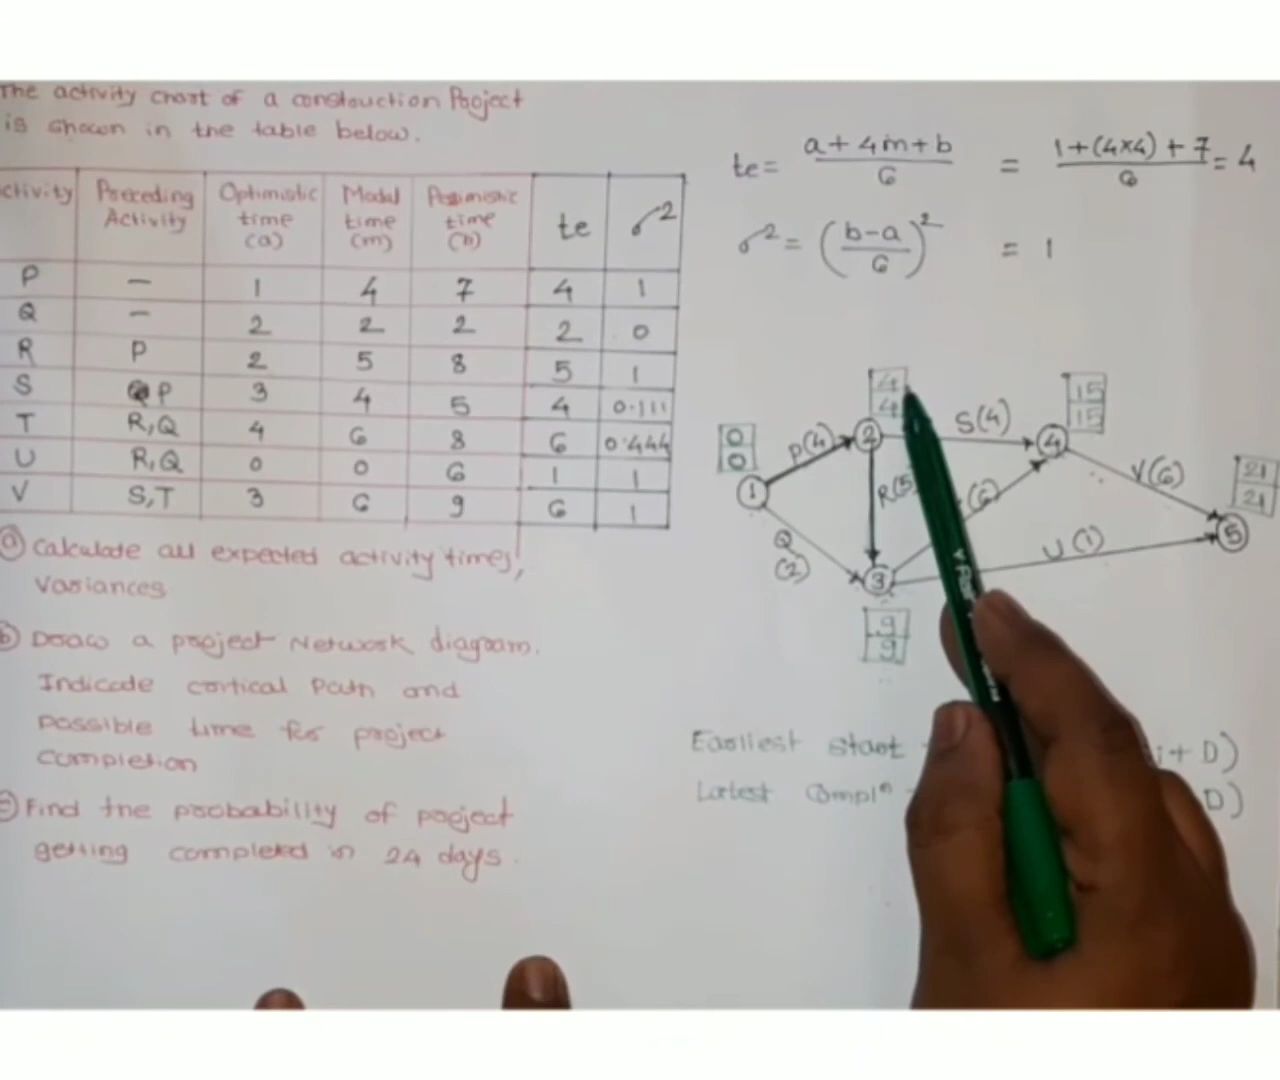 The activity chart of a construction Project
is shown in the table below.
ctivity Preceding Activity Optimistic time (a) Modal time (m) Pessimistic time (b) te σ²
P — 1 4 7 4 1
Q — 2 2 2 2 0
R P 2 5 8 5 1
S P 3 4 5 4 0.111
T R,Q 4 6 8 6 0.444
U R,Q 0 0 6 1 1
V S,T 3 6 9 6 1
a) Calculate all expected activity times,
Variances
b) Draw a project Network diagram.
Indicade cortical Path and
possible time for project
completion
c) Find the probability of project
getting completed in 24 days.
te = a + 4m + b / 6 = 1 + (4×4) + 7 / 6 = 4
σ² = (b-a / 6)² = 1
4
4
15
15
0
0
P(4)
2
S(4)
4
1
R(5)
(6)
V(6)
21
21
Q
(2)
3
U(1)
5
9
9
Earliest start i + D)
Latest Complⁿ D)